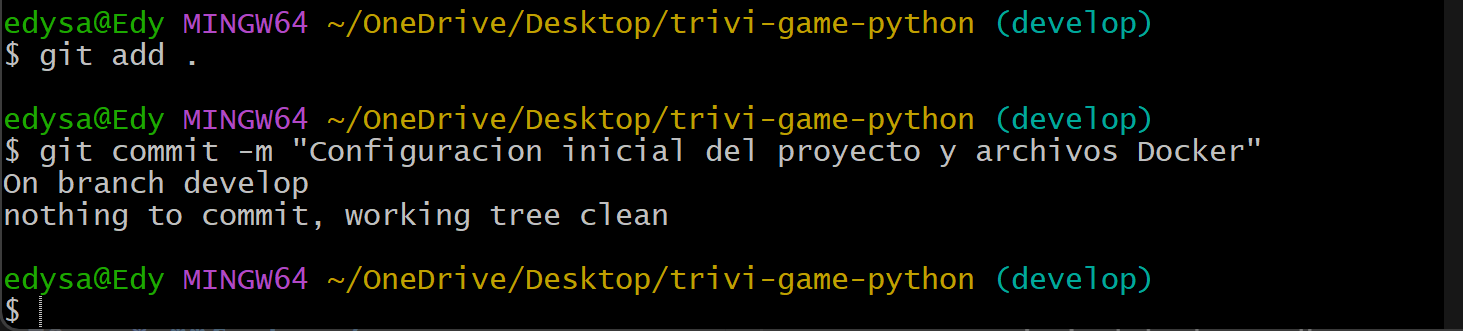 edysa@Edy MINGW64 ~/OneDrive/Desktop/trivi-game-python (develop)
$ git add .
edysa@Edy MINGW64 ~/OneDrive/Desktop/trivi-game-python (develop)
$ git commit -m "Configuracion inicial del proyecto y archivos Docker"
On branch develop
nothing to commit, working tree clean
edysa@Edy MINGW64 ~/OneDrive/Desktop/trivi-game-python (develop)
$